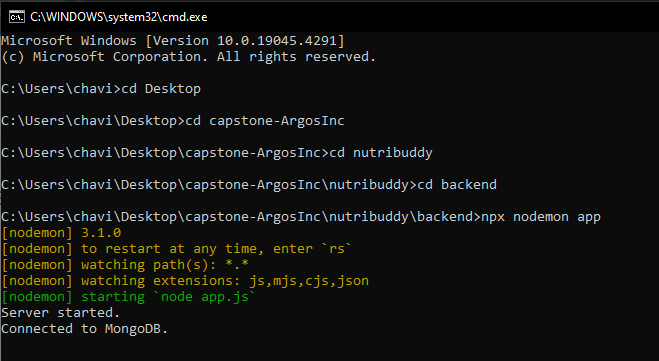 C:\WINDOWS\system32\cmd.exe
Microsoft Windows [Version 10.0.19045.4291]
(c) Microsoft Corporation. All rights reserved.
C:\Users\chavi>cd Desktop
C:\Users\chavi\Desktop>cd capstone-ArgosInc
C:\Users\chavi\Desktop\capstone-ArgosInc>cd nutribuddy
C:\Users\chavi\Desktop\capstone-ArgosInc\nutribuddy>cd backend
C:\Users\chavi\Desktop\capstone-ArgosInc\nutribuddy\backend>npx nodemon app
[nodemon] 3.1.0
[nodemon] to restart at any time, enter `rs`
[nodemon] watching path(s): *.*
[nodemon] watching extensions: js,mjs,cjs,json
[nodemon] starting `node app.js`
Server started.
Connected to MongoDB.